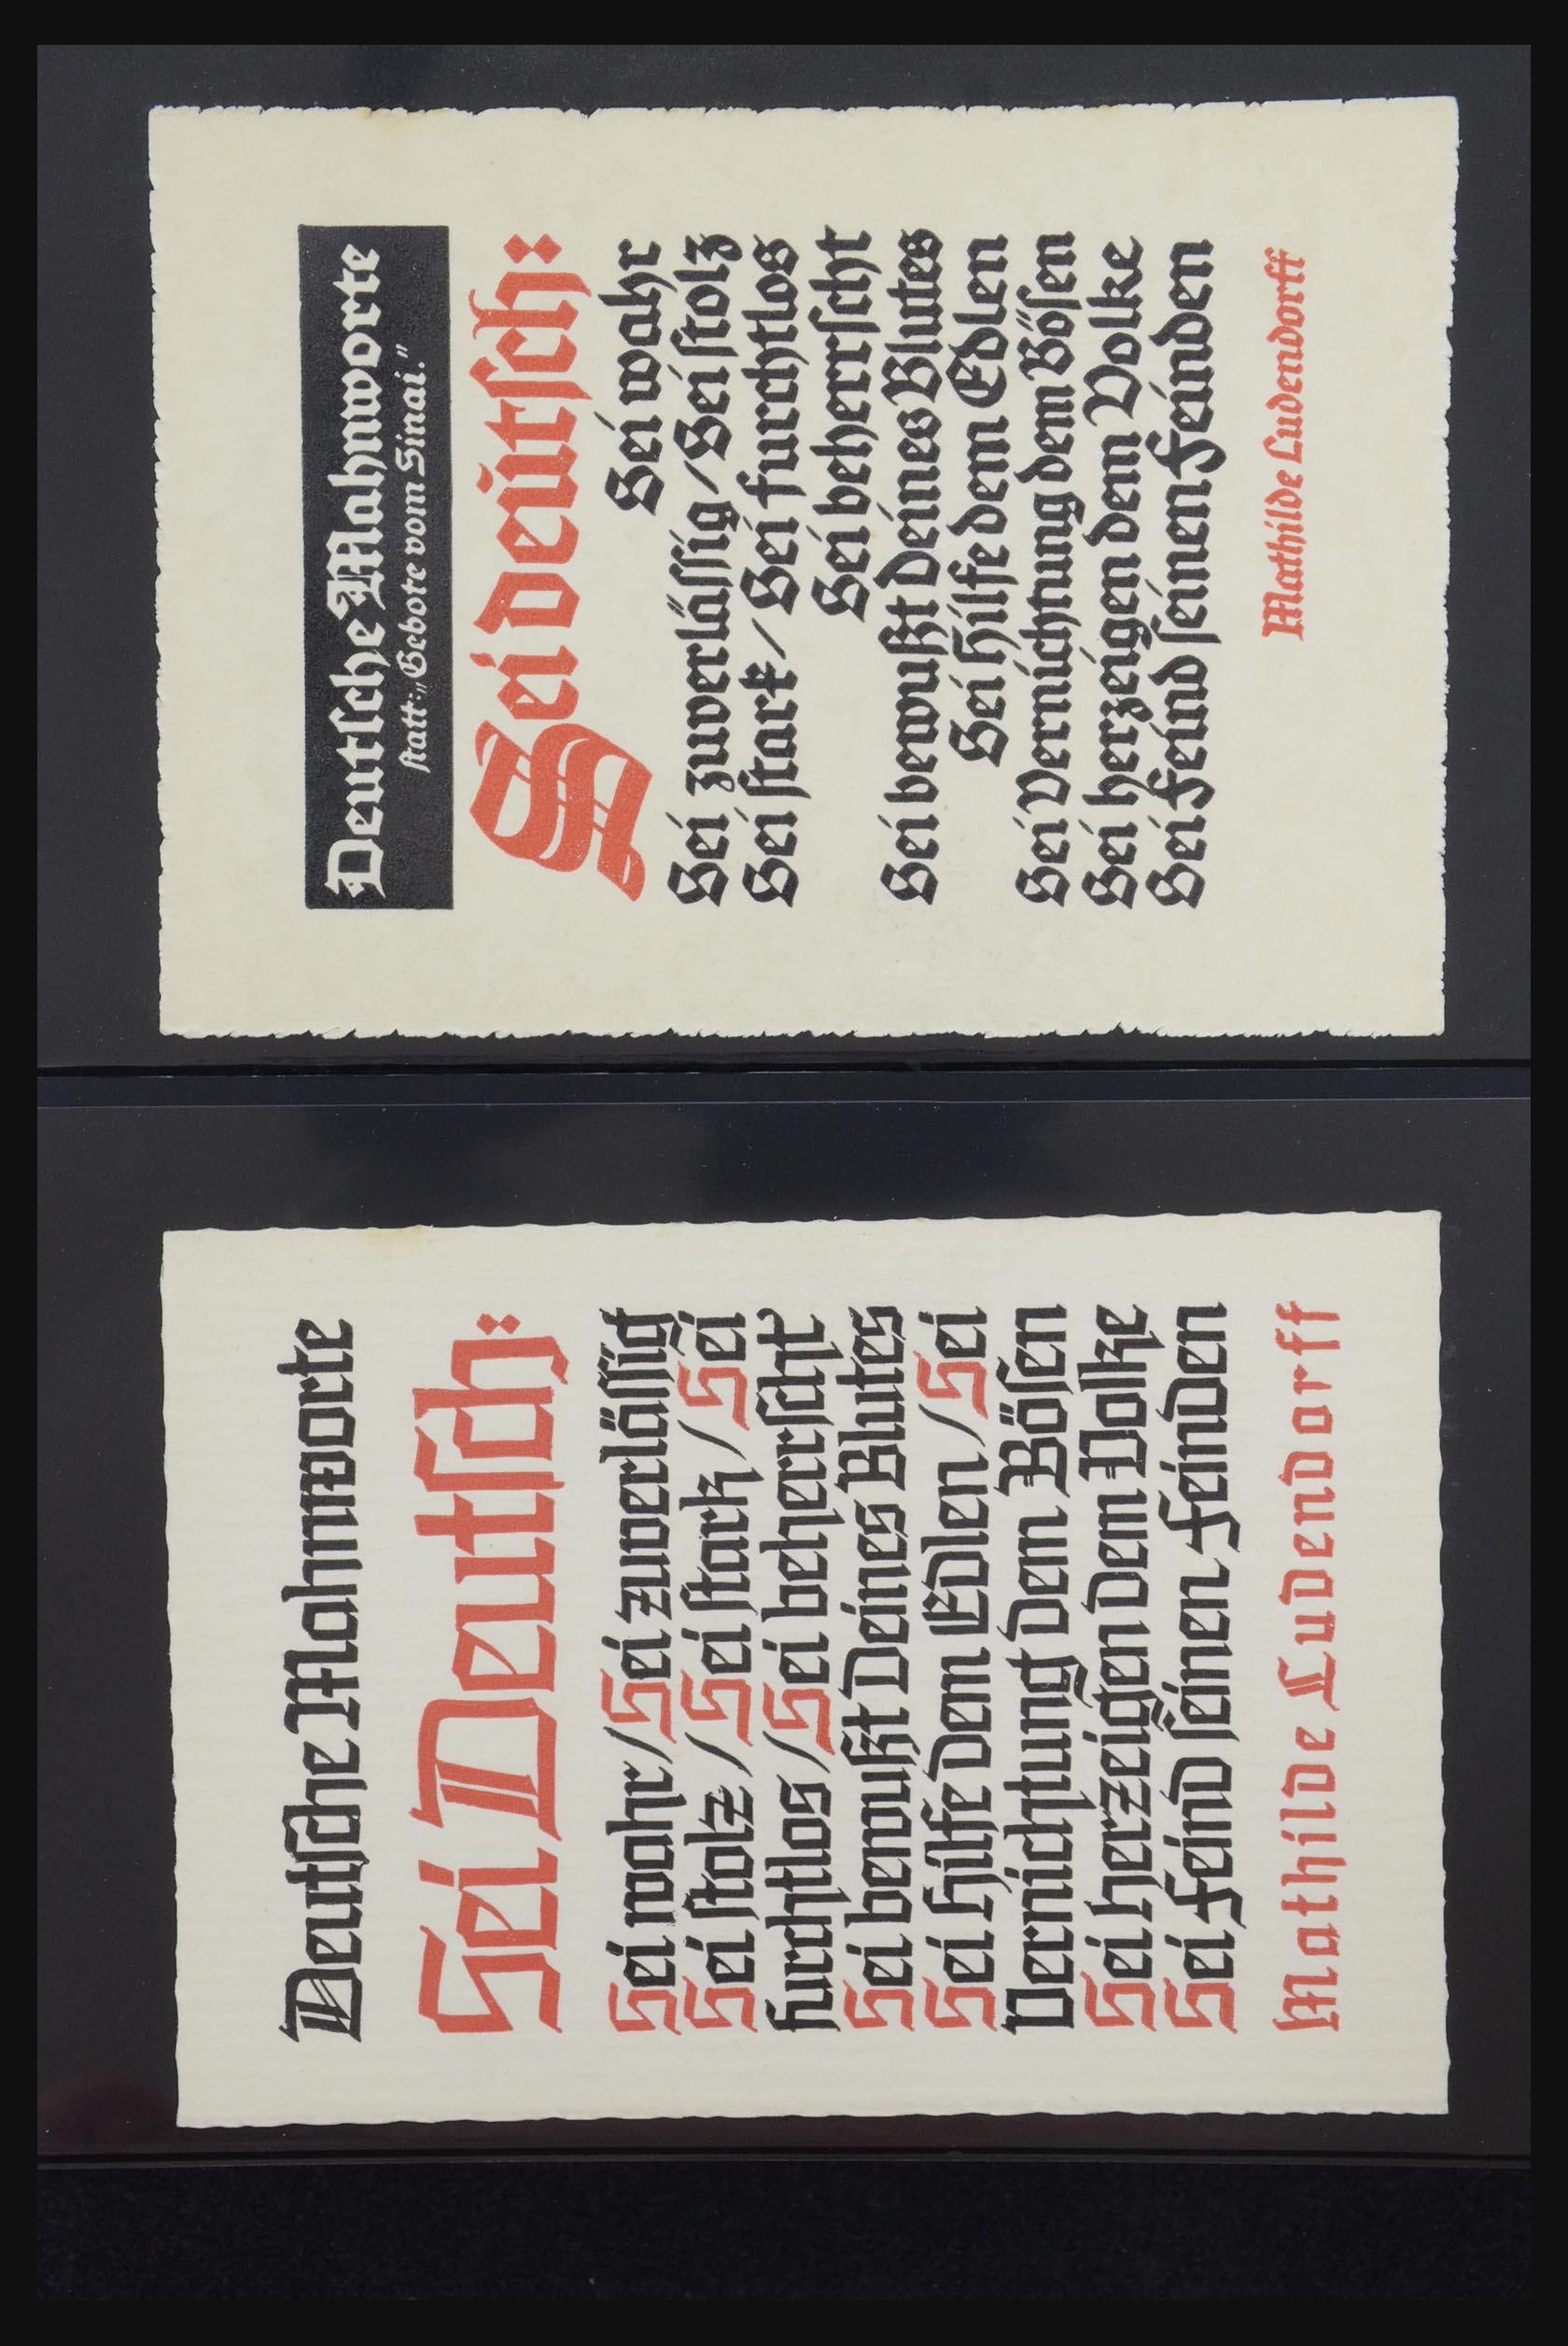 Deutsche Mahnworte
statt: „Gebote vom Sinai."
Sei deutsch:
Sei wahr
Sei zuverlässig / Sei stolz
Sei stark / Sei furchtlos
Sei beherrscht
Sei bewußt Deines Blutes
Sei Hilfe dem Edlen
Sei Vernichtung dem Bösen
Sei herzeigen dem Volke
Sei Feind seinen Feinden
Mathilde Ludendorff
Deutsche Mahnworte
Sei Deutsch:
Sei wahr / Sei zuverlässig
Sei stolz / Sei stark / Sei
furchtlos / Sei beherrscht
Sei bewußt Deines Blutes
Sei Hilfe dem Edlen / Sei
Vernichtung dem Bösen
Sei herzeigen dem Volke
Sei Feind seinen Feinden
Mathilde Ludendorff